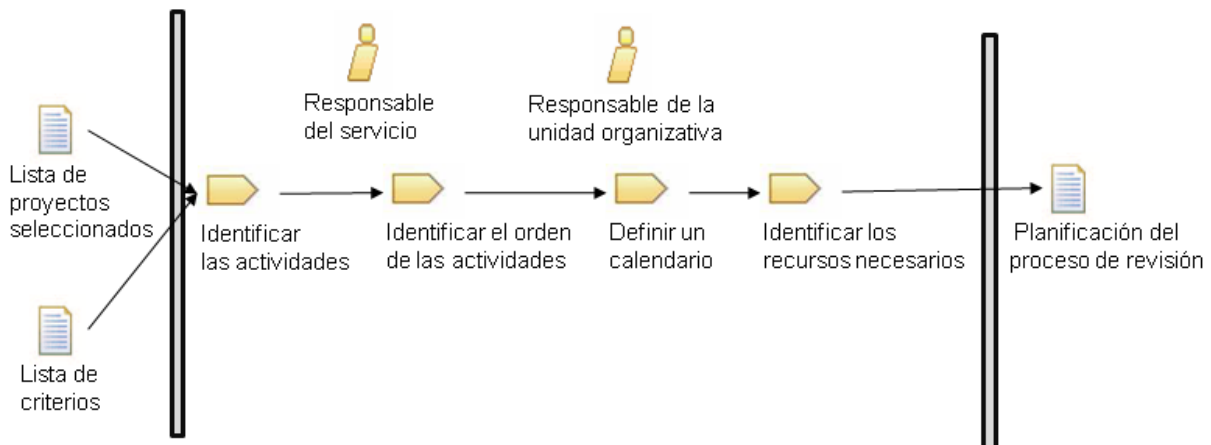 Responsable
del servicio
Responsable de la
unidad organizativa
Lista de
proyectos
seleccionados
Identificar
las actividades
Identificar el orden
de las actividades
Definir un
calendario
Identificar los
recursos necesarios
Planificación del
proceso de revisión
Lista de
criterios